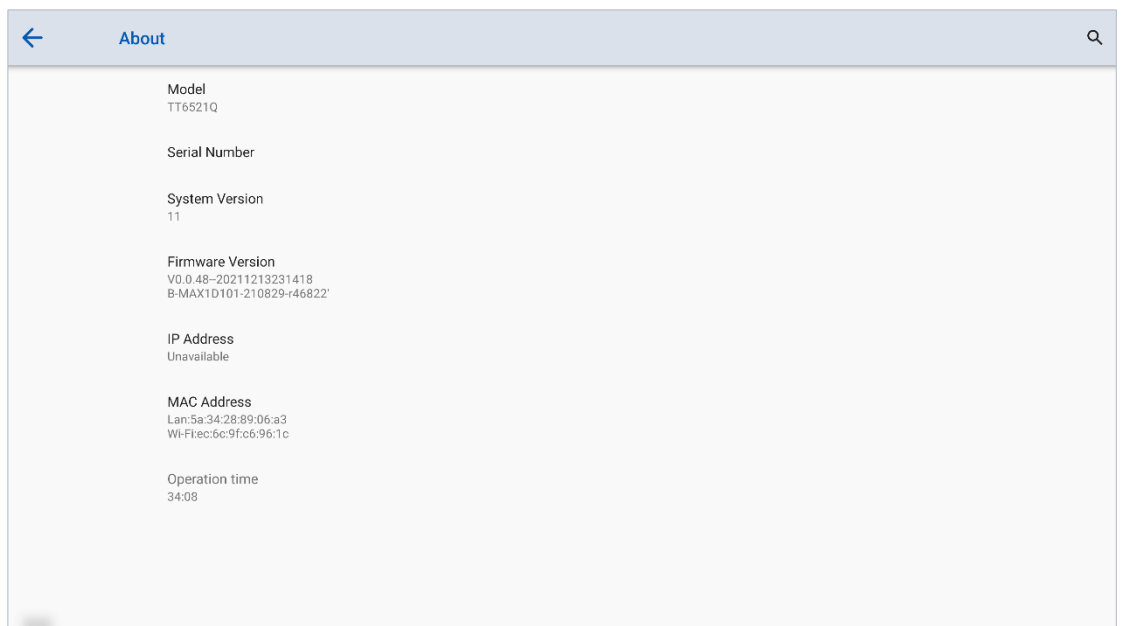 About
Model
TT6521Q
Serial Number
System Version
11
Firmware Version
V0.0.48--20211213231418
B-MAX1D101-210829-r46822'
IP Address
Unavailable
MAC Address
Lan:5a:34:28:89:06:a3
Wi-Fi:ec:6c:9f:c6:96:1c
Operation time
34:08